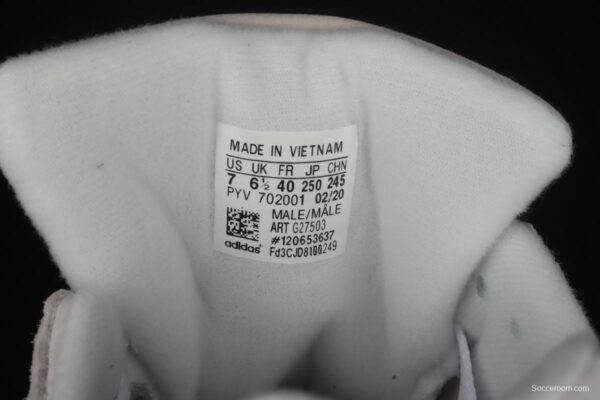 MADE IN VIETNAM
US UK FR JP CHN
7 6½ 40 250 245
PYV 702001 02/20
MALE/MÂLE
ART G27503
#120653637
adidas Fd3CJD8100249
Socceroom.com